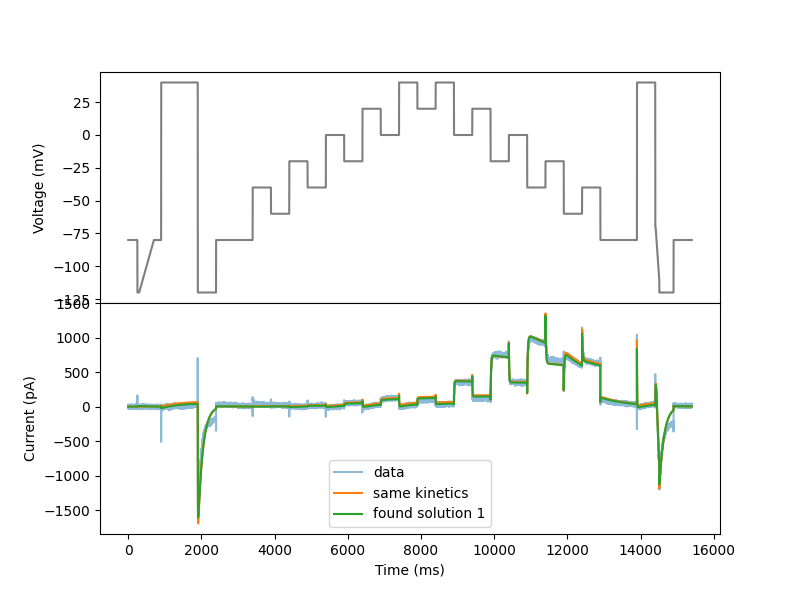 25
0
−25
−50
−75
−100
−125
Voltage (mV)
1500
1000
500
0
−500
−1000
−1500
Current (pA)
data
same kinetics
found solution 1
0 2000 4000 6000 8000 10000 12000 14000 16000
Time (ms)